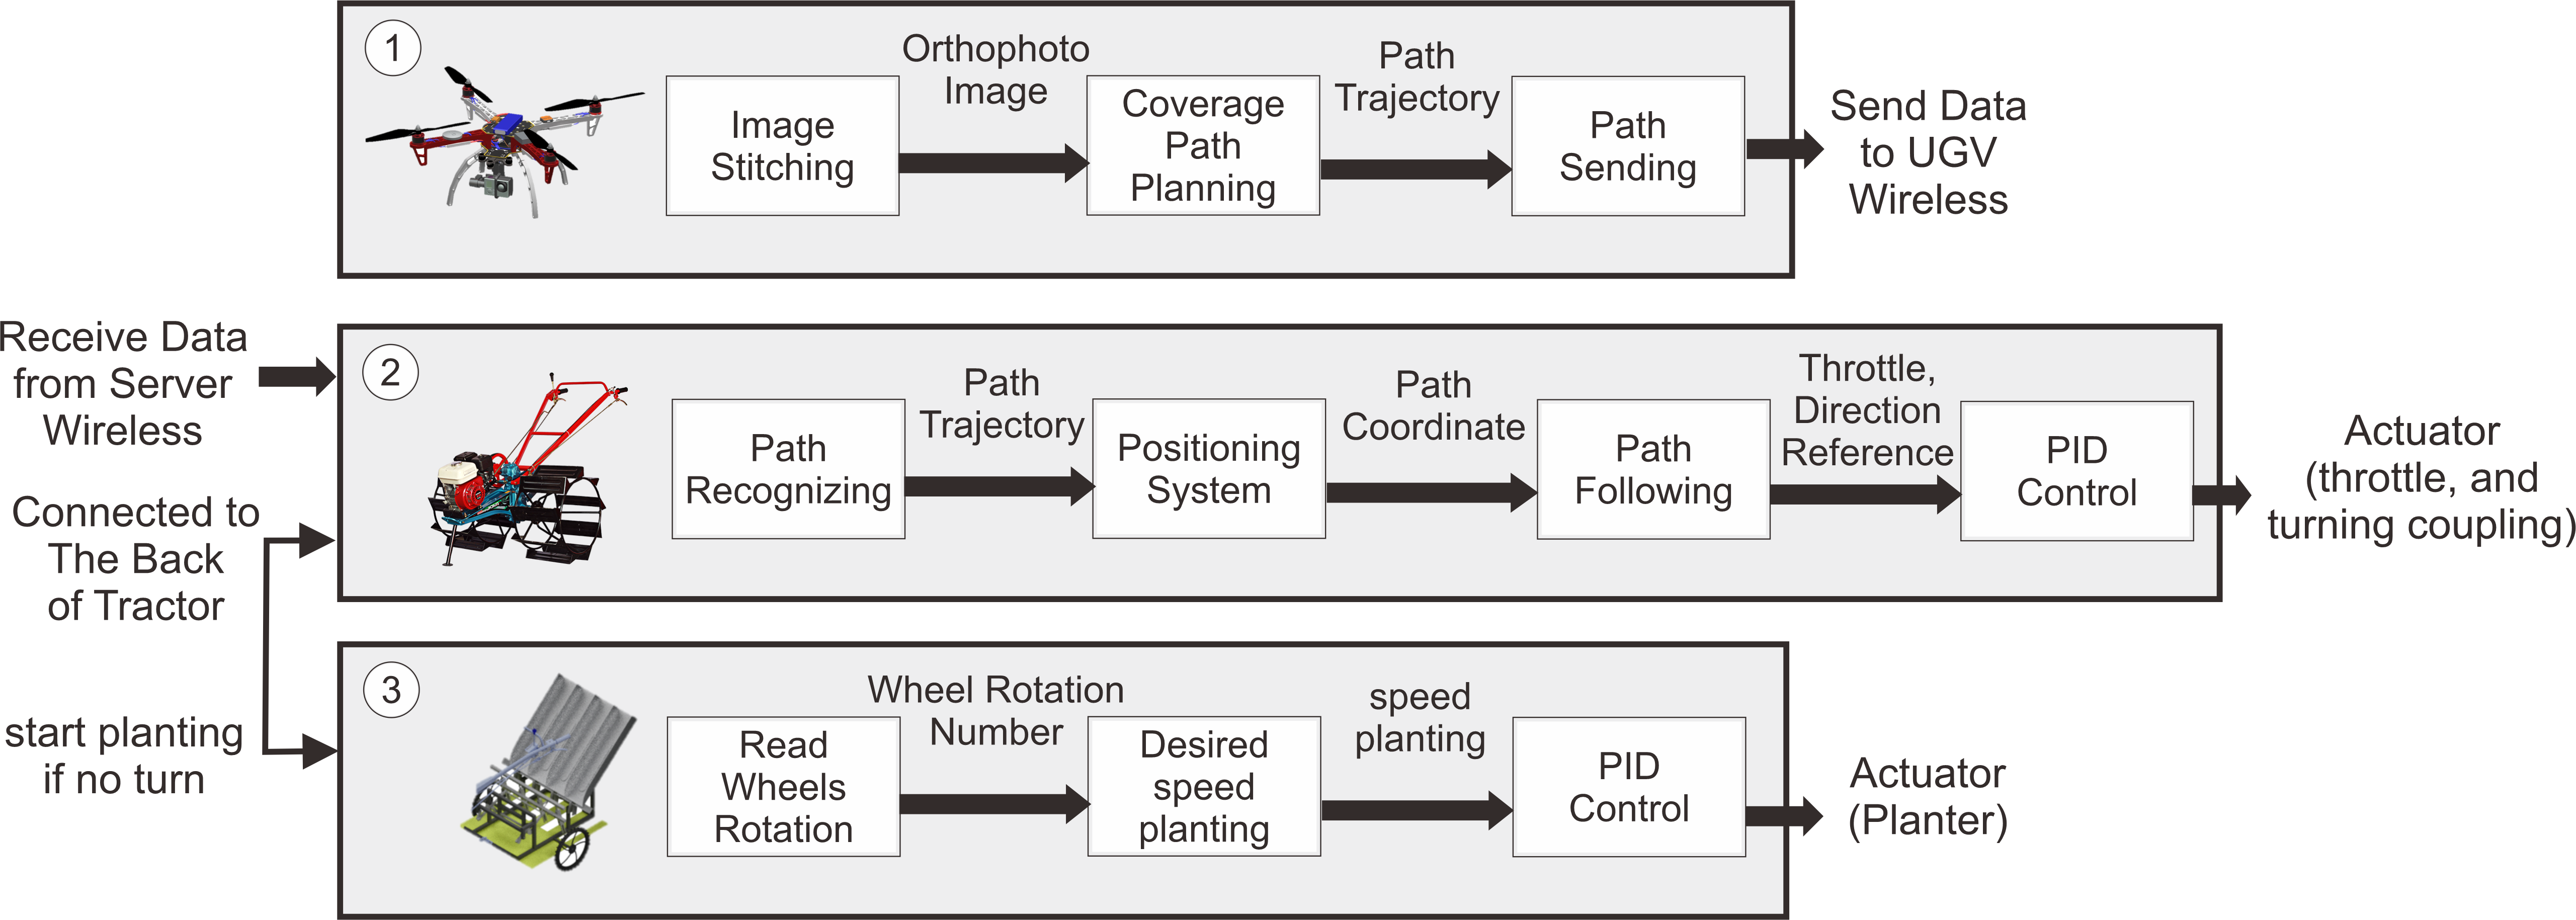 1
Orthophoto
Image
Path
Trajectory
Image
Stitching
Coverage
Path
Planning
Path
Sending
Send Data
to UGV
Wireless
Receive Data
from Server
Wireless
2
Path
Trajectory
Path
Coordinate
Throttle,
Direction
Reference
Path
Recognizing
Positioning
System
Path
Following
PID
Control
Actuator
(throttle, and
turning coupling)
Connected to
The Back
of Tractor
start planting
if no turn
3
Wheel Rotation
Number
speed
planting
Read
Wheels
Rotation
Desired
speed
planting
PID
Control
Actuator
(Planter)